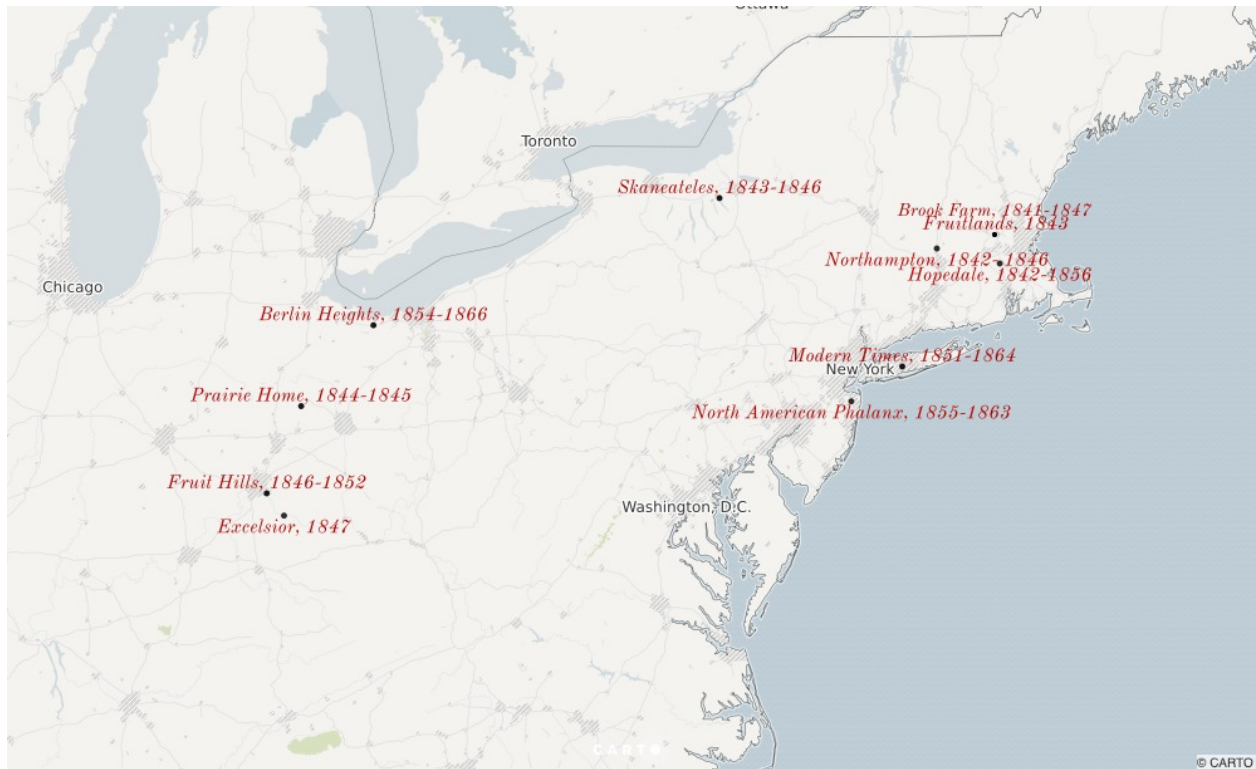 Ottawa
Toronto
Skaneateles, 1843-1846
Brook Farm, 1841-1847
Fruitlands, 1843
Northampton, 1842- 1846
Hopedale, 1842-1856
Chicago
Berlin Heights, 1854-1866
Modern Times, 1851-1864
New York
Prairie Home, 1844-1845
North American Phalanx, 1855-1863
Fruit Hills, 1846-1852
Washington, D.C.
Excelsior, 1847
CARTO
© CARTO